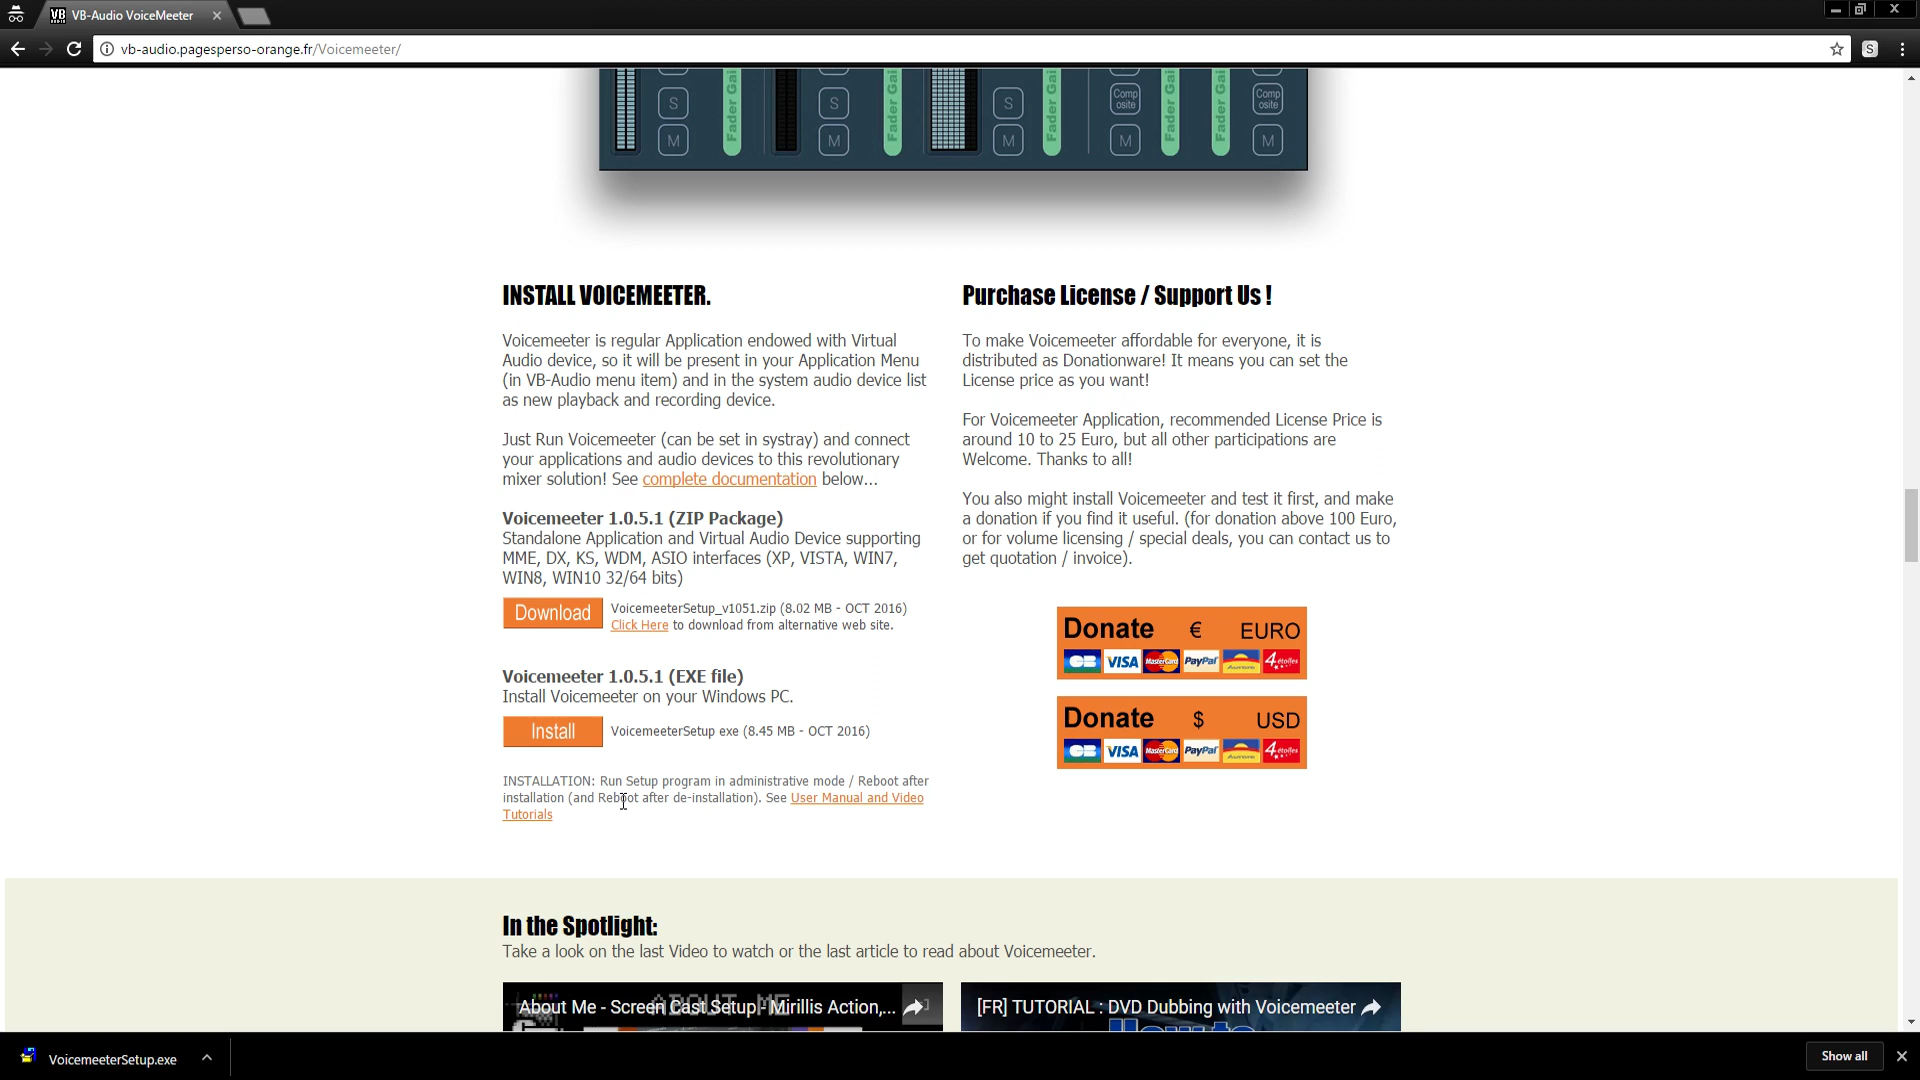 VB-Audio VoiceMeeter
vb-audio.pagesperso-orange.fr/Voicemeeter/
S
S S S Comp osite Comp osite
Fader Gai Fader Gai Fader Gai Fader Gai Fader Gai
M M M M M
INSTALL VOICEMEETER.
Voicemeeter is regular Application endowed with Virtual
Audio device, so it will be present in your Application Menu
(in VB-Audio menu item) and in the system audio device list
as new playback and recording device.
Just Run Voicemeeter (can be set in systray) and connect
your applications and audio devices to this revolutionary
mixer solution! See complete documentation below...
Voicemeeter 1.0.5.1 (ZIP Package)
Standalone Application and Virtual Audio Device supporting
MME, DX, KS, WDM, ASIO interfaces (XP, VISTA, WIN7,
WIN8, WIN10 32/64 bits)
Download VoicemeeterSetup_v1051.zip (8.02 MB - OCT 2016)
Click Here to download from alternative web site.
Voicemeeter 1.0.5.1 (EXE file)
Install Voicemeeter on your Windows PC.
Install VoicemeeterSetup exe (8.45 MB - OCT 2016)
INSTALLATION: Run Setup program in administrative mode / Reboot after
installation (and Reboot after de-installation). See User Manual and Video
Tutorials
Purchase License / Support Us !
To make Voicemeeter affordable for everyone, it is
distributed as Donationware! It means you can set the
License price as you want!
For Voicemeeter Application, recommended License Price is
around 10 to 25 Euro, but all other participations are
Welcome. Thanks to all!
You also might install Voicemeeter and test it first, and make
a donation if you find it useful. (for donation above 100 Euro,
or for volume licensing / special deals, you can contact us to
get quotation / invoice).
Donate € EURO
CB VISA MasterCard PayPal Aurore 4 étoiles
Donate $ USD
CB VISA MasterCard PayPal Aurore 4 étoiles
In the Spotlight:
Take a look on the last Video to watch or the last article to read about Voicemeeter.
About Me - Screen Cast Setup - Mirillis Action,...
ABOUT ME
[FR] TUTORIAL : DVD Dubbing with Voicemeeter
How to
VoicemeeterSetup.exe
Show all